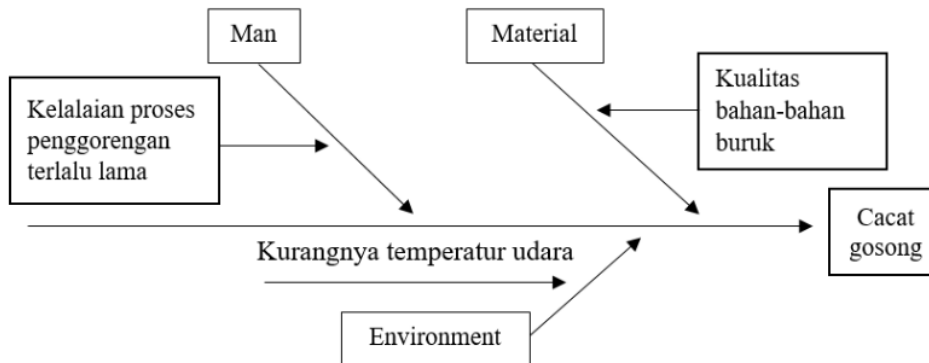 Man
Material
Kelalaian proses
penggorengan
terlalu lama
Kualitas
bahan-bahan
buruk
Cacat
gosong
Kurangnya temperatur udara
Environment